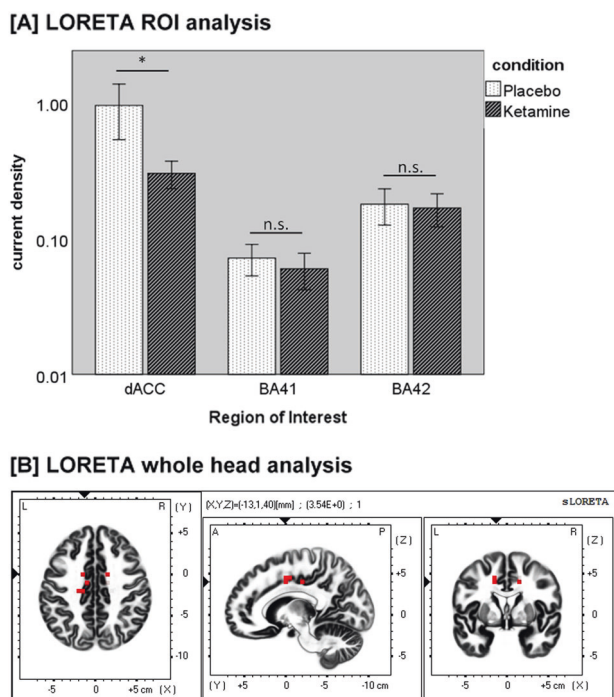 [A] LORETA ROI analysis
condition
Placebo
Ketamine
current density
1.00
0.10
0.01
*
n.s.
n.s.
dACC BA41 BA42
Region of Interest
[B] LORETA whole head analysis
(X,Y,Z)=(-13,1,40)[mm] ; (3.54E+0) ; 1 sLORETA
L R (Y)
+5
0
-5
-10
-5 0 +5 cm (X)
A P (Z)
+5
0
-5
(Y) +5 0 -5 -10 cm
L R (Z)
+5
0
-5
-5 0 +5 cm (X)